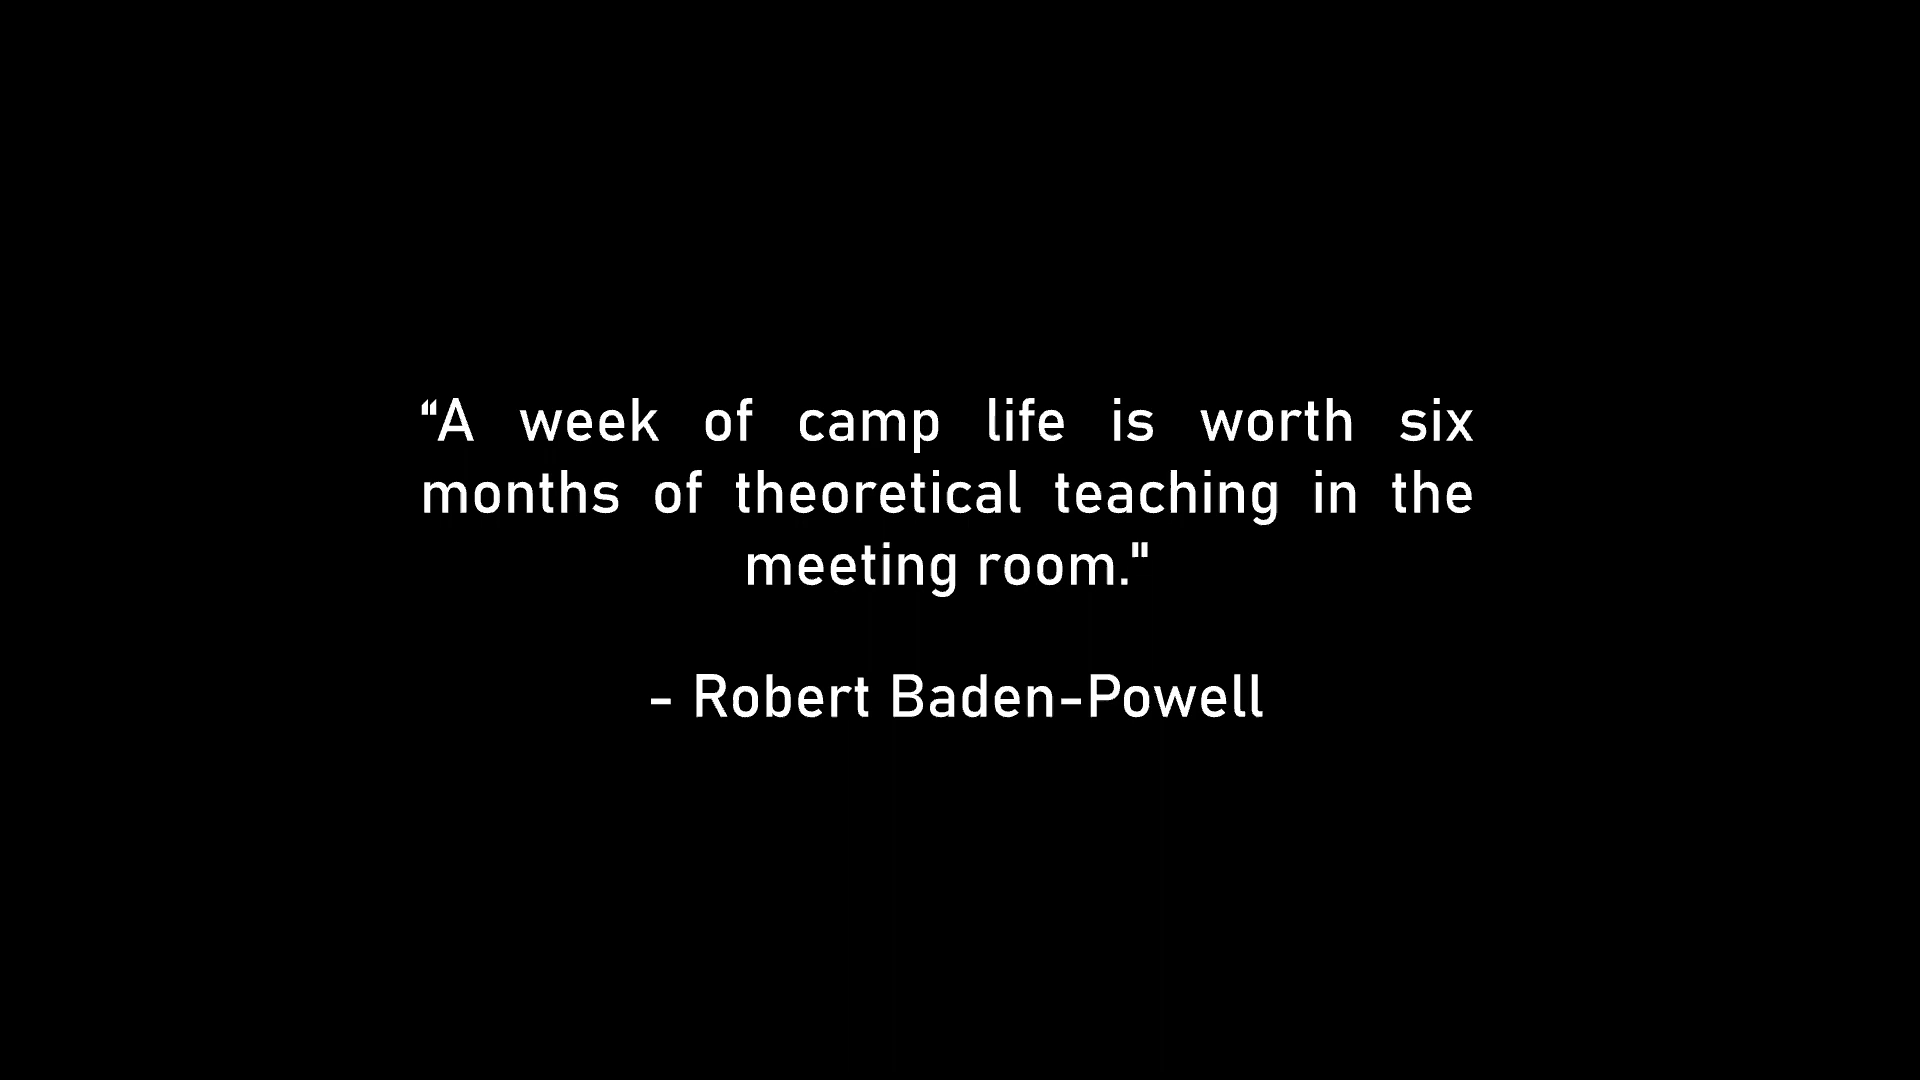 “A week of camp life is worth six
months of theoretical teaching in the
meeting room."
- Robert Baden-Powell